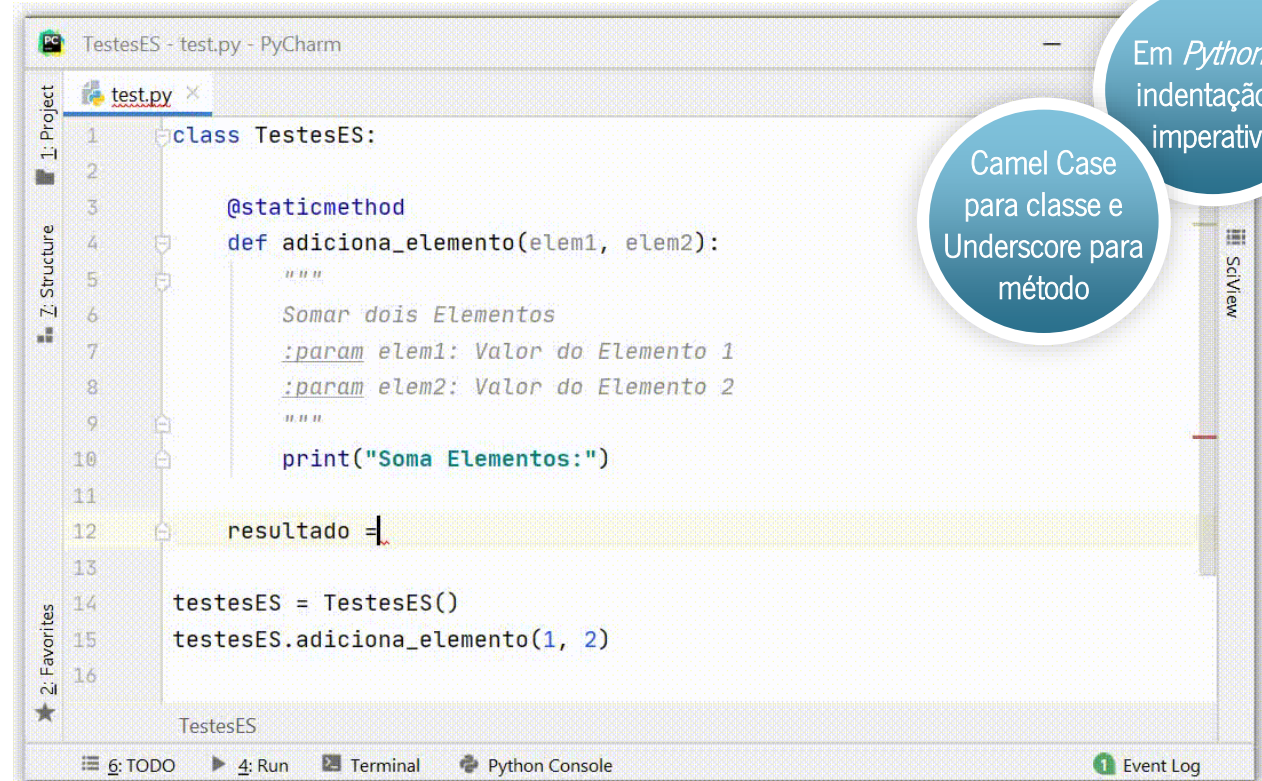 TestesES - test.py - PyCharm
Em Python
indentação
imperativ
Camel Case
para classe e
Underscore para
método
1: Project
7: Structure
2: Favorites
SciView
test.py
1 class TestesES:
2
3     @staticmethod
4     def adiciona_elemento(elem1, elem2):
5         """
6         Somar dois Elementos
7         :param elem1: Valor do Elemento 1
8         :param elem2: Valor do Elemento 2
9         """
10         print("Soma Elementos:")
11
12     resultado =
13
14 testesES = TestesES()
15 testesES.adiciona_elemento(1, 2)
16
TestesES
6: TODO 4: Run Terminal Python Console 1 Event Log